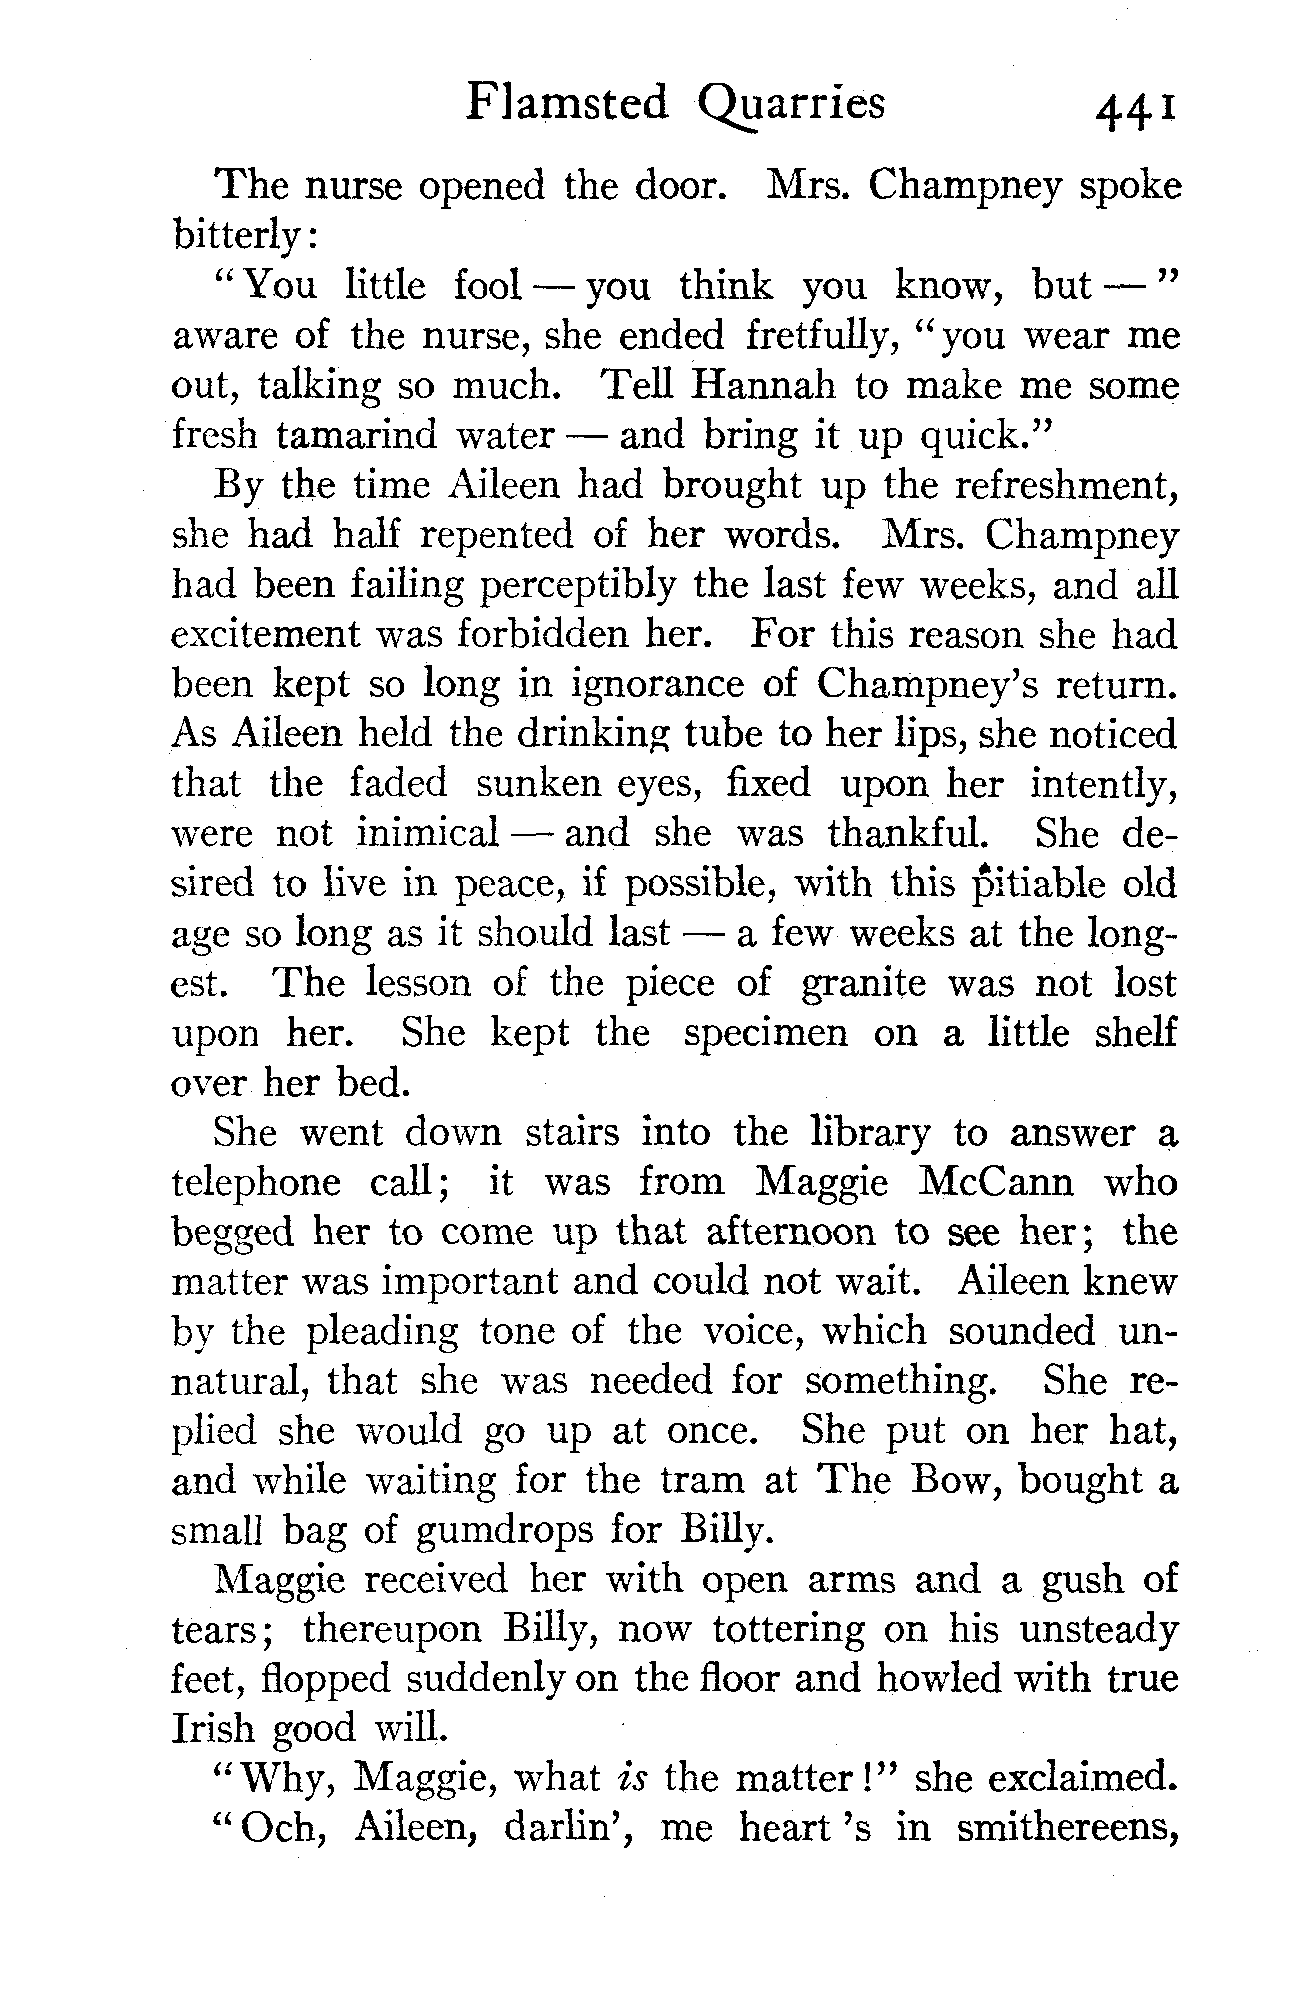 Flamsted Quarries 441
The nurse opened the door. Mrs. Champney spoke
bitterly:
"You little fool — you think you know, but — "
aware of the nurse, she ended fretfully, "you wear me
out, talking so much. Tell Hannah to make me some
fresh tamarind water — and bring it up quick."
By the time Aileen had brought up the refreshment,
she had half repented of her words. Mrs. Champney
had been failing perceptibly the last few weeks, and all
excitement was forbidden her. For this reason she had
been kept so long in ignorance of Champney's return.
As Aileen held the drinking tube to her lips, she noticed
that the faded sunken eyes, fixed upon her intently,
were not inimical — and she was thankful. She de-
sired to live in peace, if possible, with this pitiable old
age so long as it should last — a few weeks at the long-
est. The lesson of the piece of granite was not lost
upon her. She kept the specimen on a little shelf
over her bed.
She went down stairs into the library to answer a
telephone call; it was from Maggie McCann who
begged her to come up that afternoon to see her; the
matter was important and could not wait. Aileen knew
by the pleading tone of the voice, which sounded un-
natural, that she was needed for something. She re-
plied she would go up at once. She put on her hat,
and while waiting for the tram at The Bow, bought a
small bag of gumdrops for Billy.
Maggie received her with open arms and a gush of
tears; thereupon Billy, now tottering on his unsteady
feet, flopped suddenly on the floor and howled with true
Irish good will.
"Why, Maggie, what is the matter!" she exclaimed.
"Och, Aileen, darlin', me heart 's in smithereens,